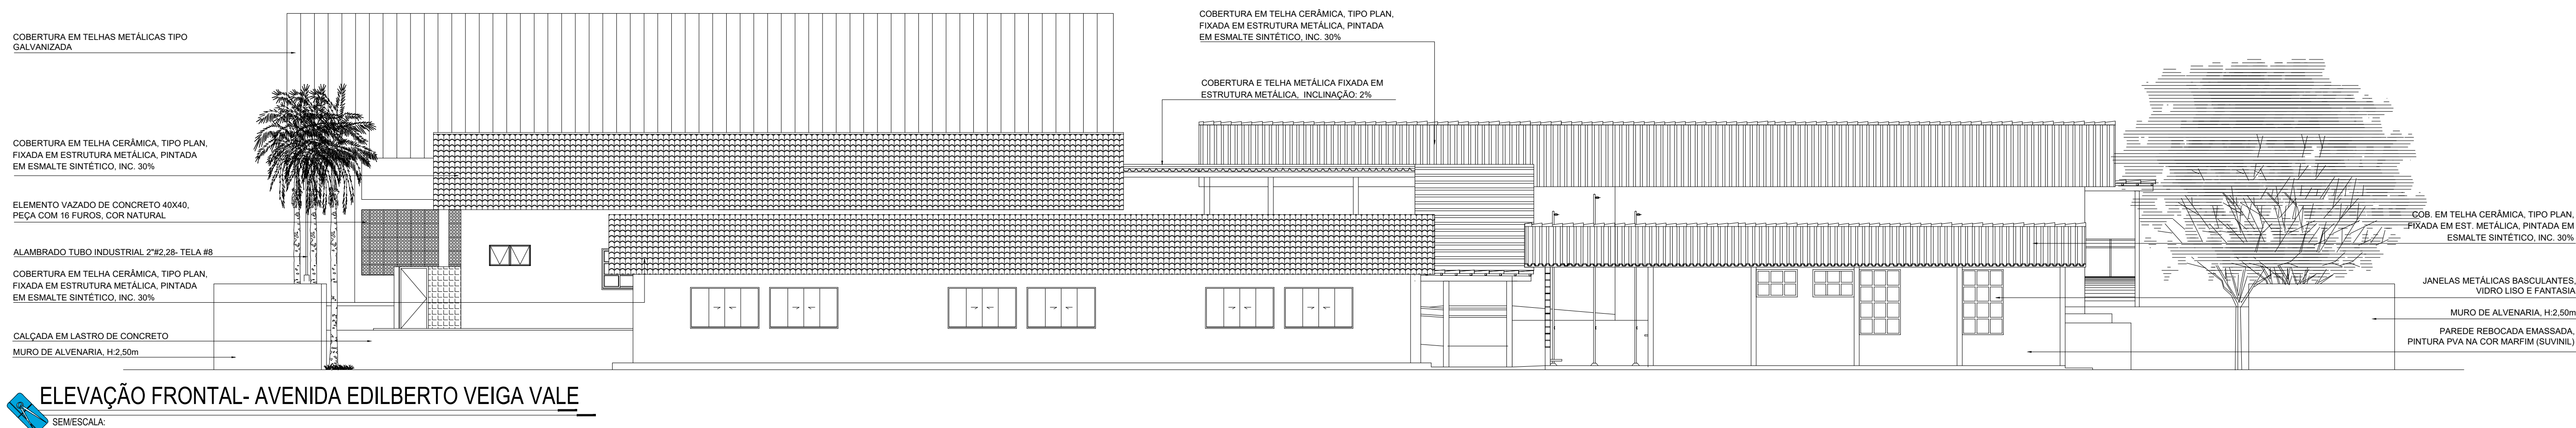 COBERTURA EM TELHAS METÁLICAS TIPO
GALVANIZADA
COBERTURA EM TELHA CERÂMICA, TIPO PLAN,
FIXADA EM ESTRUTURA METÁLICA, PINTADA
EM ESMALTE SINTÉTICO, INC. 30%
ELEMENTO VAZADO DE CONCRETO 40X40,
PEÇA COM 16 FUROS, COR NATURAL
ALAMBRADO TUBO INDUSTRIAL 2"#2,28- TELA #8
COBERTURA EM TELHA CERÂMICA, TIPO PLAN,
FIXADA EM ESTRUTURA METÁLICA, PINTADA
EM ESMALTE SINTÉTICO, INC. 30%
CALÇADA EM LASTRO DE CONCRETO
MURO DE ALVENARIA, H:2,50m
COBERTURA EM TELHA CERÂMICA, TIPO PLAN,
FIXADA EM ESTRUTURA METÁLICA, PINTADA
EM ESMALTE SINTÉTICO, INC. 30%
COBERTURA E TELHA METÁLICA FIXADA EM
ESTRUTURA METÁLICA, INCLINAÇÃO: 2%
COB. EM TELHA CERÂMICA, TIPO PLAN,
FIXADA EM EST. METÁLICA, PINTADA EM
ESMALTE SINTÉTICO, INC. 30%
JANELAS METÁLICAS BASCULANTES,
VIDRO LISO E FANTASIA
MURO DE ALVENARIA, H:2,50m
PAREDE REBOCADA EMASSADA,
PINTURA PVA NA COR MARFIM (SUVINIL)
ELEVAÇÃO FRONTAL- AVENIDA EDILBERTO VEIGA VALE
SEM/ESCALA: